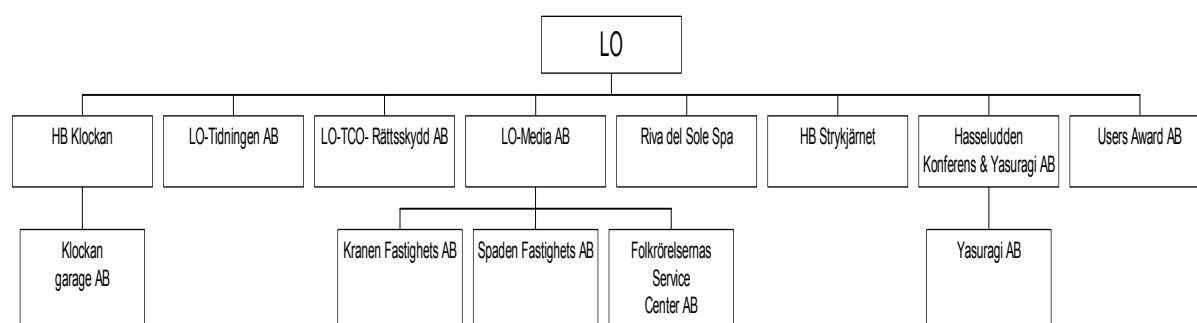 LO
HB Klockan
LO-Tidningen AB
LO-TCO- Rättsskydd AB
LO-Media AB
Riva del Sole Spa
HB Strykjärnet
Hasseludden
Konferens & Yasuragi AB
Users Award AB
Klockan
garage AB
Kranen Fastighets AB
Spaden Fastighets AB
Folkrörelsernas
Service
Center AB
Yasuragi AB